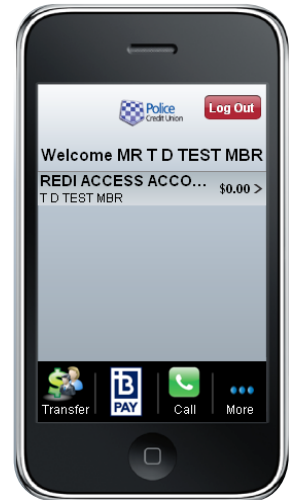 Police
Credit Union
Log Out
Welcome MR T D TEST MBR
REDI ACCESS ACCO...
$0.00 >
T D TEST MBR
B
PAY
Transfer
Call
More